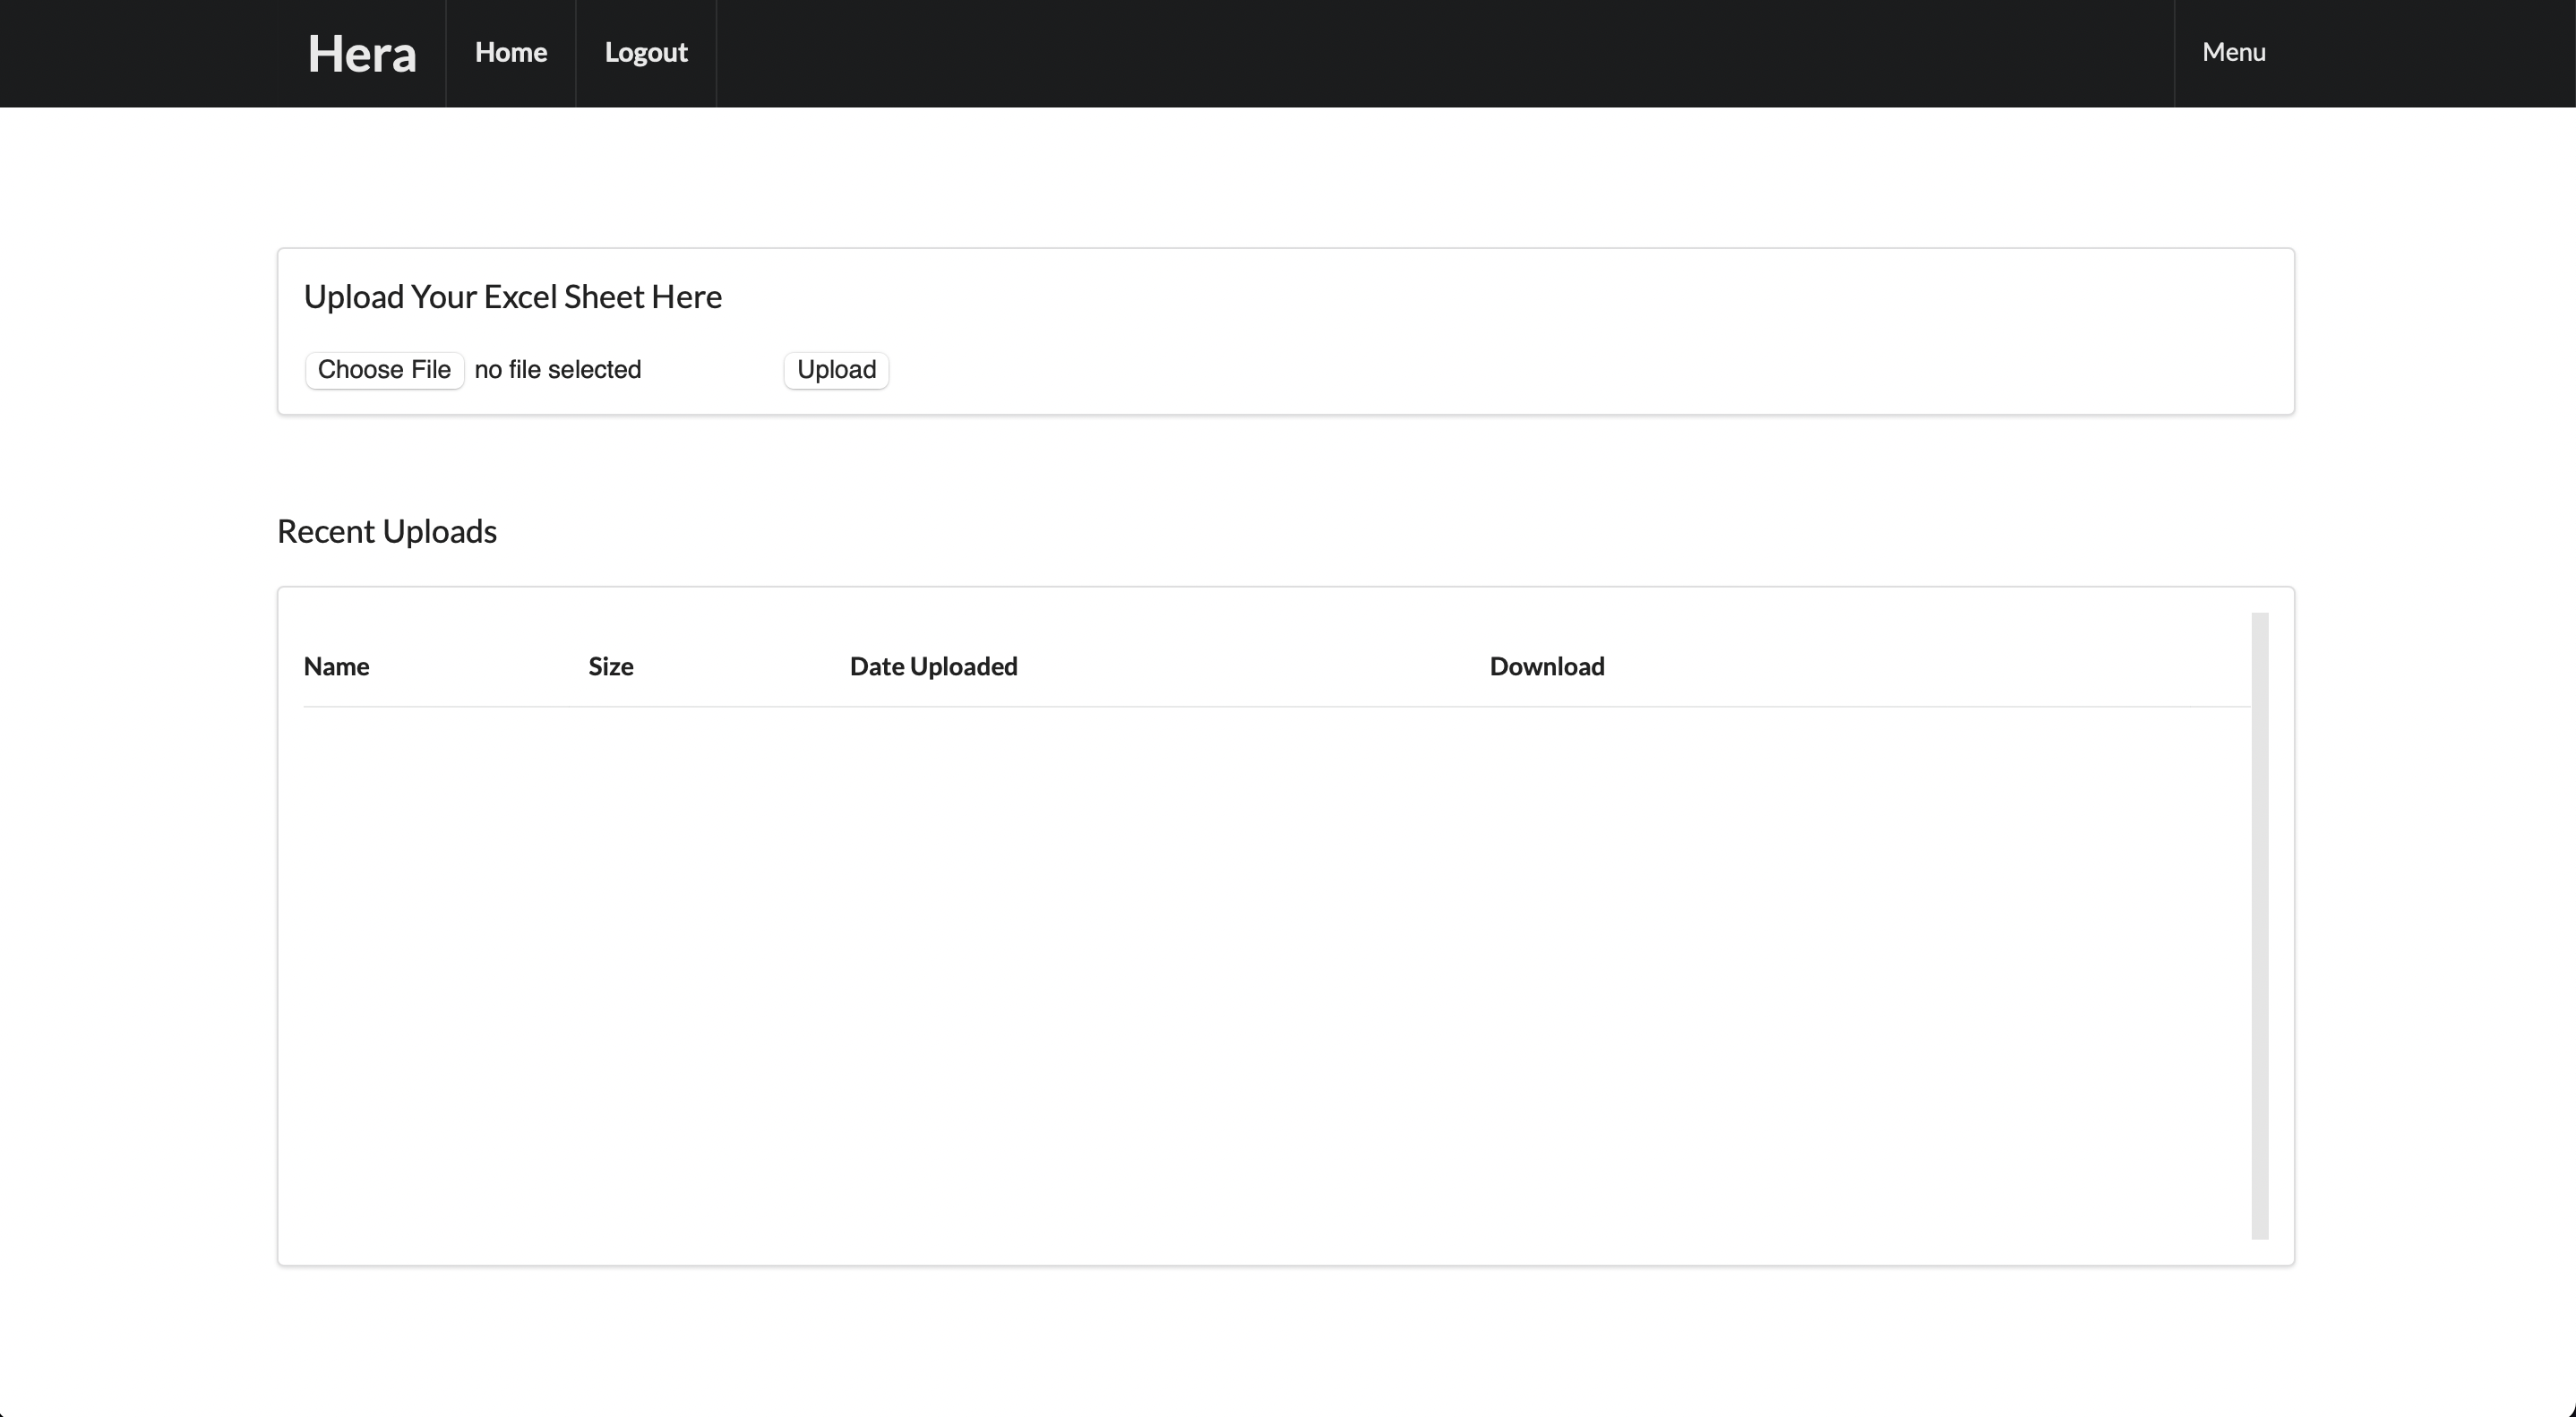 Hera Home Logout Menu
Upload Your Excel Sheet Here
Choose File no file selected Upload
Recent Uploads
Name Size Date Uploaded Download